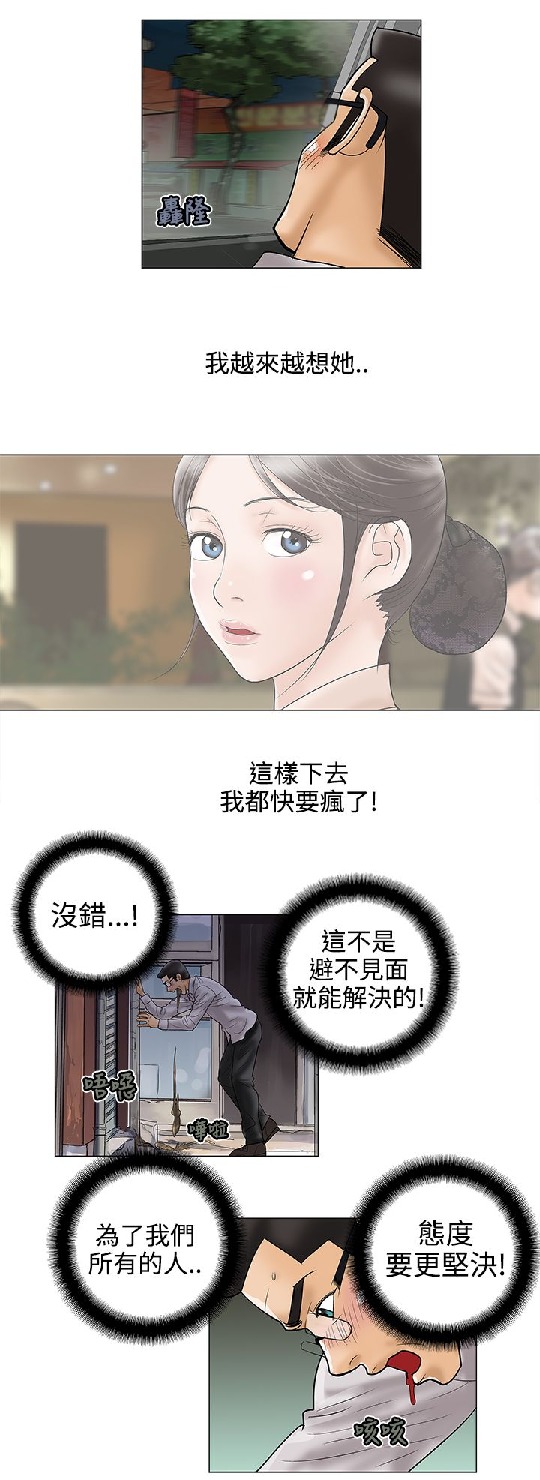 轟隆
我越來越想她..
這樣下去
我都快要瘋了!
沒錯...!
這不是
避不見面
就能解決的!
唔噁
嘩啦
為了我們
所有的人..
態度
要更堅決!
咳咳